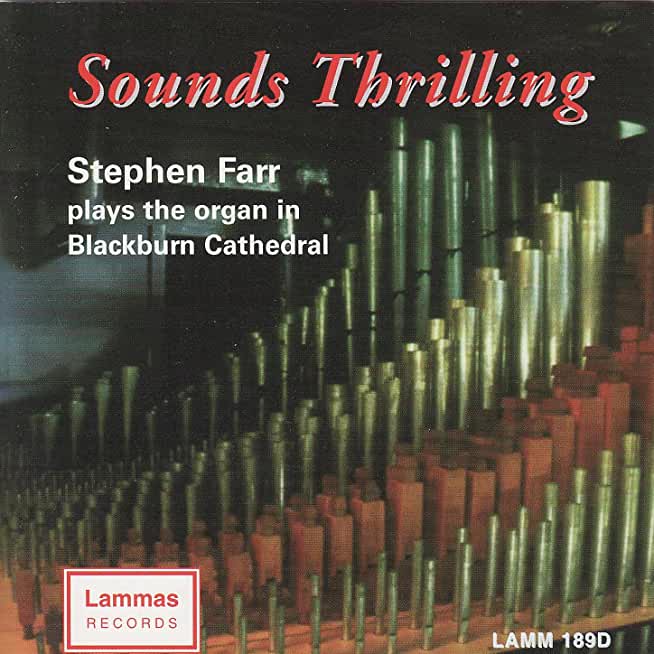 Sounds Thrilling
Stephen Farr
plays the organ in
Blackburn Cathedral
Lammas
RECORDS
LAMM 189D